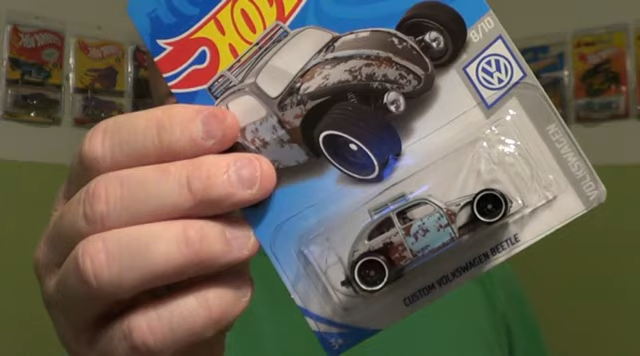 HOT
8/10
VW
VOLKSWAGEN
CUSTOM VOLKSWAGEN BEETLE